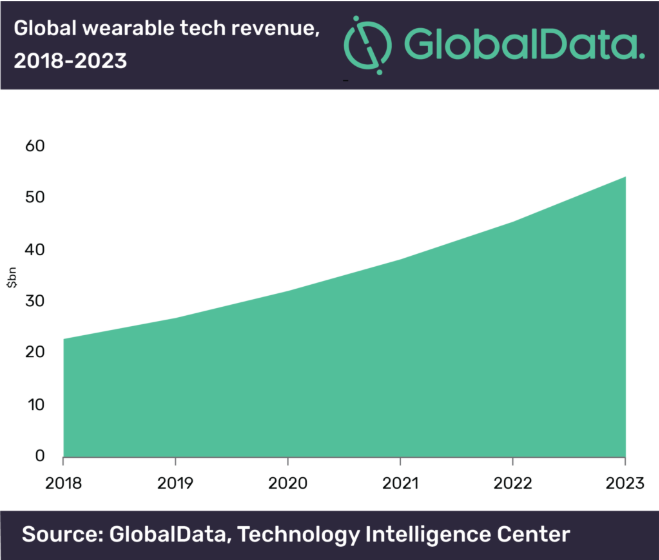 Global wearable tech revenue,
2018-2023
GlobalData.
60
50
40
30
20
10
0
$bn
2018 2019 2020 2021 2022 2023
Source: GlobalData, Technology Intelligence Center